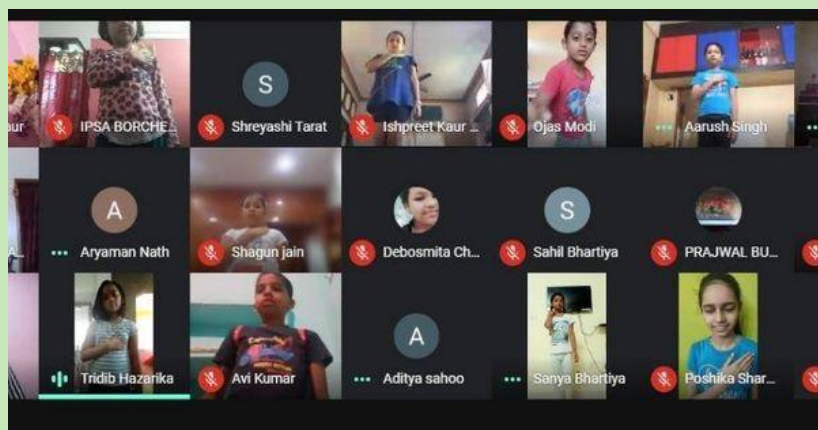 aur
IPSA BORCHE...
S
Shreyashi Tarat
Ishpreet Kaur ...
Ojas Modi
Aarush Singh
A...
A
Aryaman Nath
Shagun jain
Debosmita Ch...
S
Sahil Bhartiya
PRAJWAL BU...
Tridib Hazarika
Avi Kumar
A
Aditya sahoo
Sanya Bhartiya
Poshika Shar...